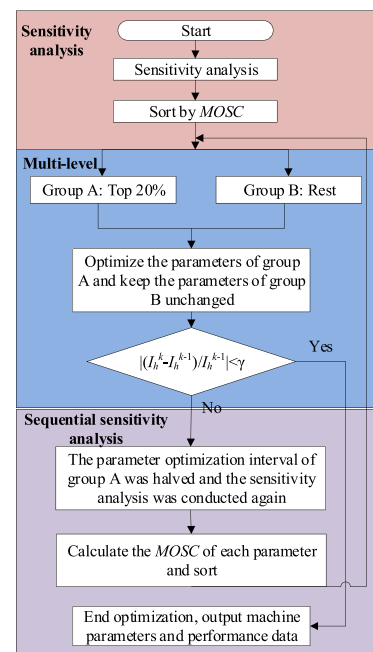 Sensitivity
analysis
Start
Sensitivity analysis
Sort by MOSC
Multi-level
Group A: Top 20%
Group B: Rest
Optimize the parameters of group
A and keep the parameters of group
B unchanged
|(Iₕᵏ-Iₕᵏ⁻¹)/Iₕᵏ⁻¹|<γ
Yes
No
Sequential sensitivity
analysis
The parameter optimization interval of
group A was halved and the sensitivity
analysis was conducted again
Calculate the MOSC of each parameter
and sort
End optimization, output machine
parameters and performance data